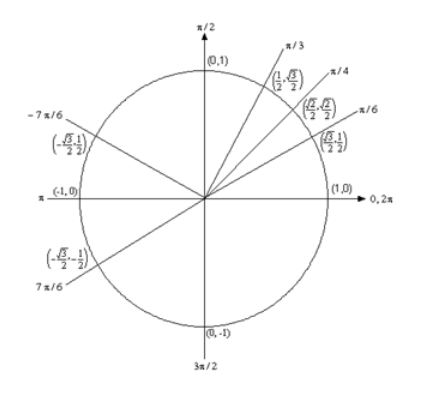 π/2
(0,1)
π/3
(1/2, √3/2)
π/4
(√2/2, √2/2)
π/6
(√3/2, 1/2)
-7π/6
(-√3/2, 1/2)
π
(-1, 0)
(1,0)
0, 2π
(-√3/2, -1/2)
7π/6
(0, -1)
3π/2